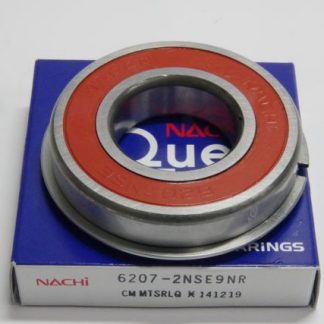 NACHI
Que
ARINGS
NACHi 6207-2NSE9NR
CM MTSRLQ ✕ 141219